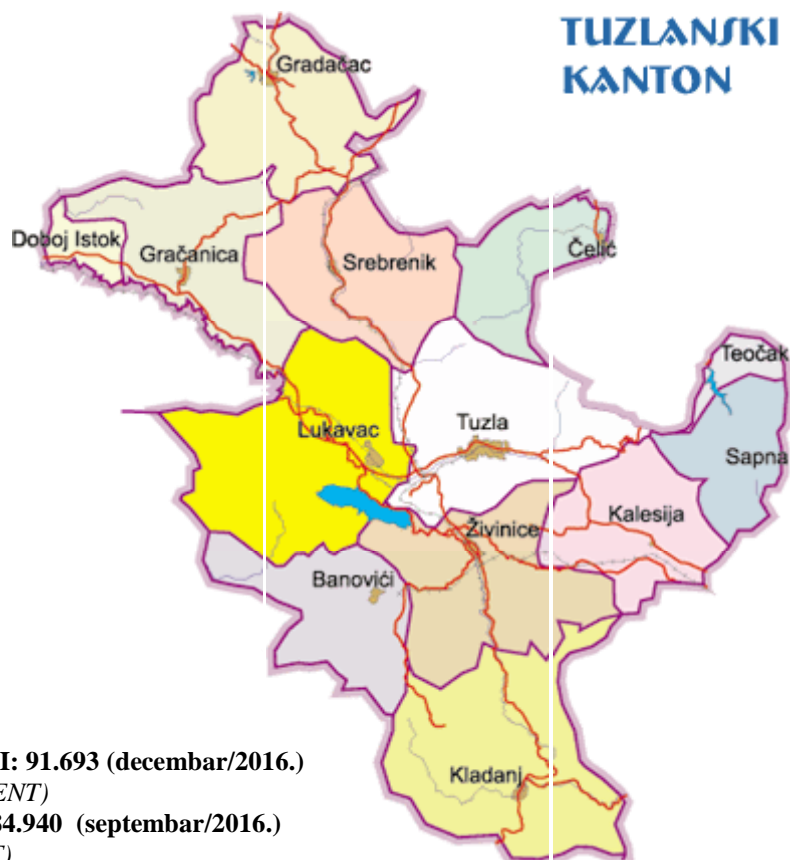 TUZLANSKI
KANTON
Gradačac
Doboj Istok
Gračanica
Srebrenik
Čelić
Teočak
Lukavac
Tuzla
Sapna
Kalesija
Živinice
Banovići
Kladanj
I: 91.693 (decembar/2016.)
ENT)
34.940 (septembar/2016.)
T)